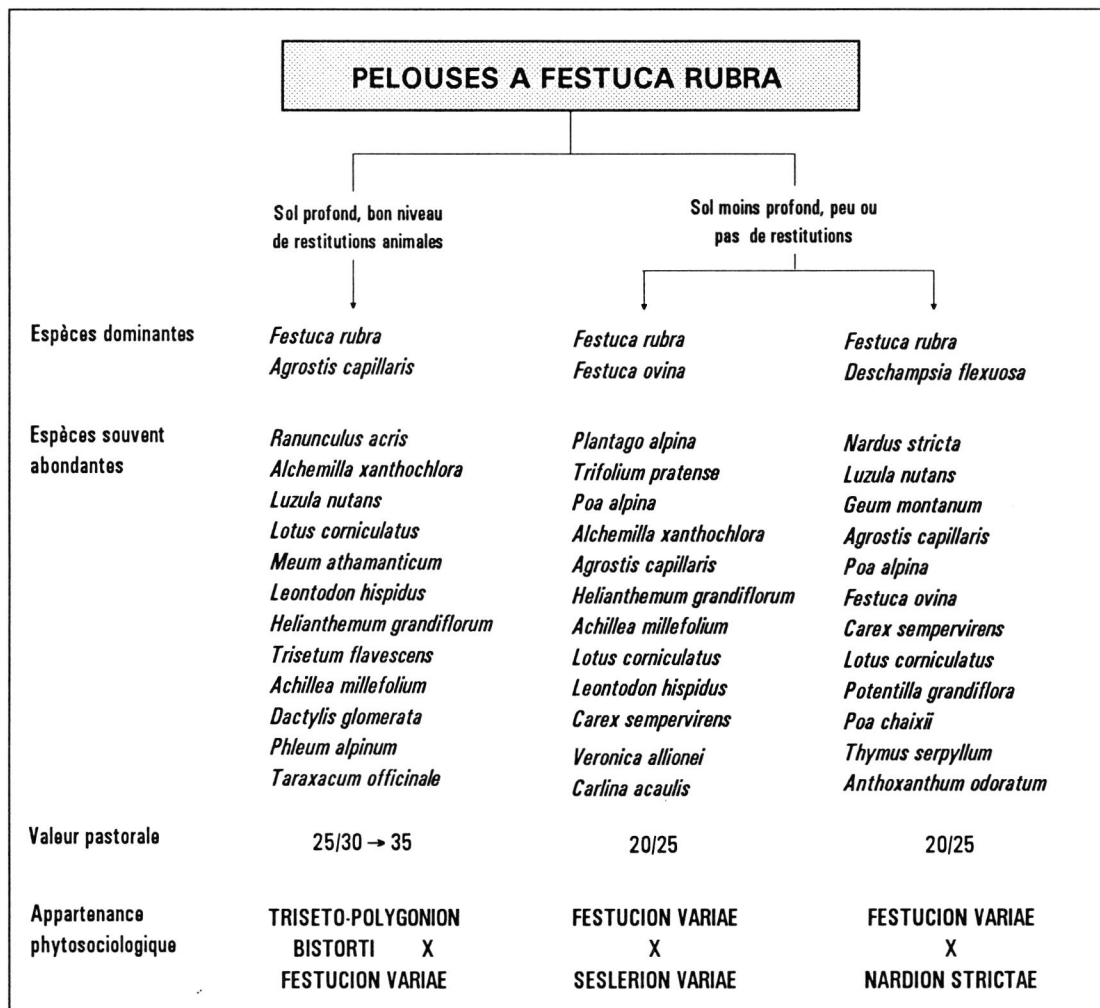 PELOUSES A FESTUCA RUBRA
Sol profond, bon niveau
de restitutions animales
Sol moins profond, peu ou
pas de restitutions
Espèces dominantes
Festuca rubra
Agrostis capillaris
Festuca rubra
Festuca ovina
Festuca rubra
Deschampsia flexuosa
Espèces souvent
abondantes
Ranunculus acris
Alchemilla xanthochlora
Luzula nutans
Lotus corniculatus
Meum athamanticum
Leontodon hispidus
Helianthemum grandiflorum
Trisetum flavescens
Achillea millefolium
Dactylis glomerata
Phleum alpinum
Taraxacum officinale
Plantago alpina
Trifolium pratense
Poa alpina
Alchemilla xanthochlora
Agrostis capillaris
Helianthemum grandiflorum
Achillea millefolium
Lotus corniculatus
Leontodon hispidus
Carex sempervirens
Veronica allionei
Carlina acaulis
Nardus stricta
Luzula nutans
Geum montanum
Agrostis capillaris
Poa alpina
Festuca ovina
Carex sempervirens
Lotus corniculatus
Potentilla grandiflora
Poa chaixïï
Thymus serpyllum
Anthoxanthum odoratum
Valeur pastorale
25/30 → 35
20/25
20/25
Appartenance
phytosociologique
TRISETO-POLYGONION
BISTORTI X
FESTUCION VARIAE
FESTUCION VARIAE
X
SESLERION VARIAE
FESTUCION VARIAE
X
NARDION STRICTAE